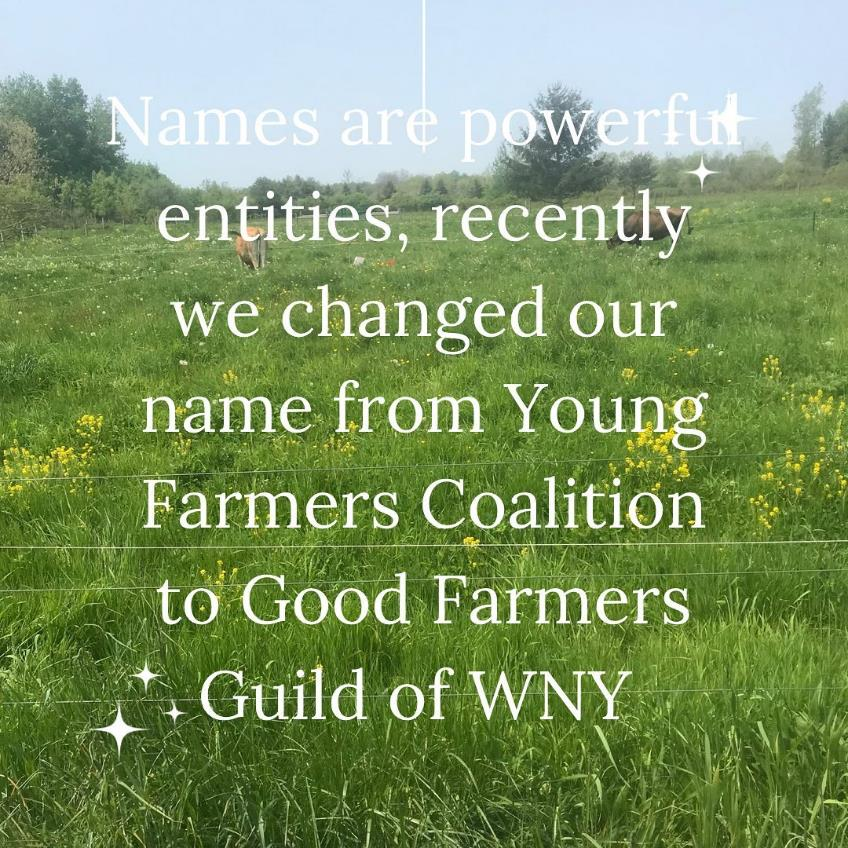 Names are powerful
entities, recently
we changed our
name from Young
Farmers Coalition
to Good Farmers
Guild of WNY